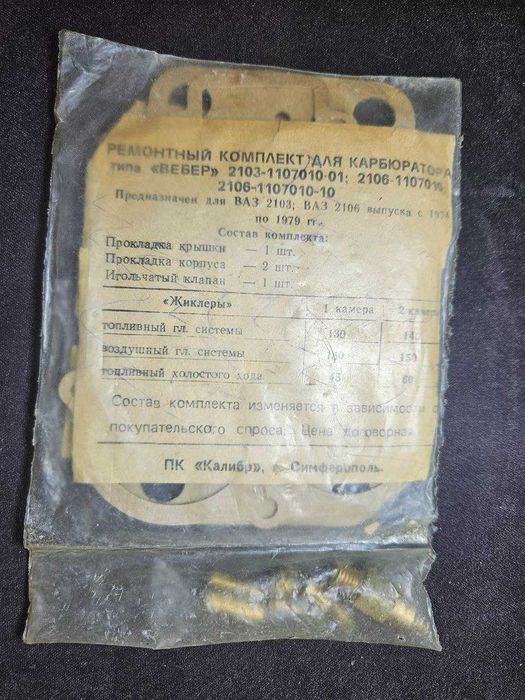 РЕМОНТНЫЙ КОМПЛЕКТ ДЛЯ КАРБЮРАТОРА
типа «ВЕБЕР» 2103-1107010-01; 2106-1107010
2106-1107010-10
Предназначен для ВАЗ 2103; ВАЗ 2106 выпуска с 1974
по 1979 гг.
Состав комплекта:
Прокладка крышки — 1 шт.
Прокладка корпуса — 2 шт.
Игольчатый клапан — 1 шт.
«Жиклеры» 1 камера 2 камер
топливный гл. системы 130
воздушный гл. системы 150
топливный холостого хода 45 60
Состав комплекта изменяется в зависимости
покупательского спроса. Цена договорная
ПК «Калибр», г. Симферополь.